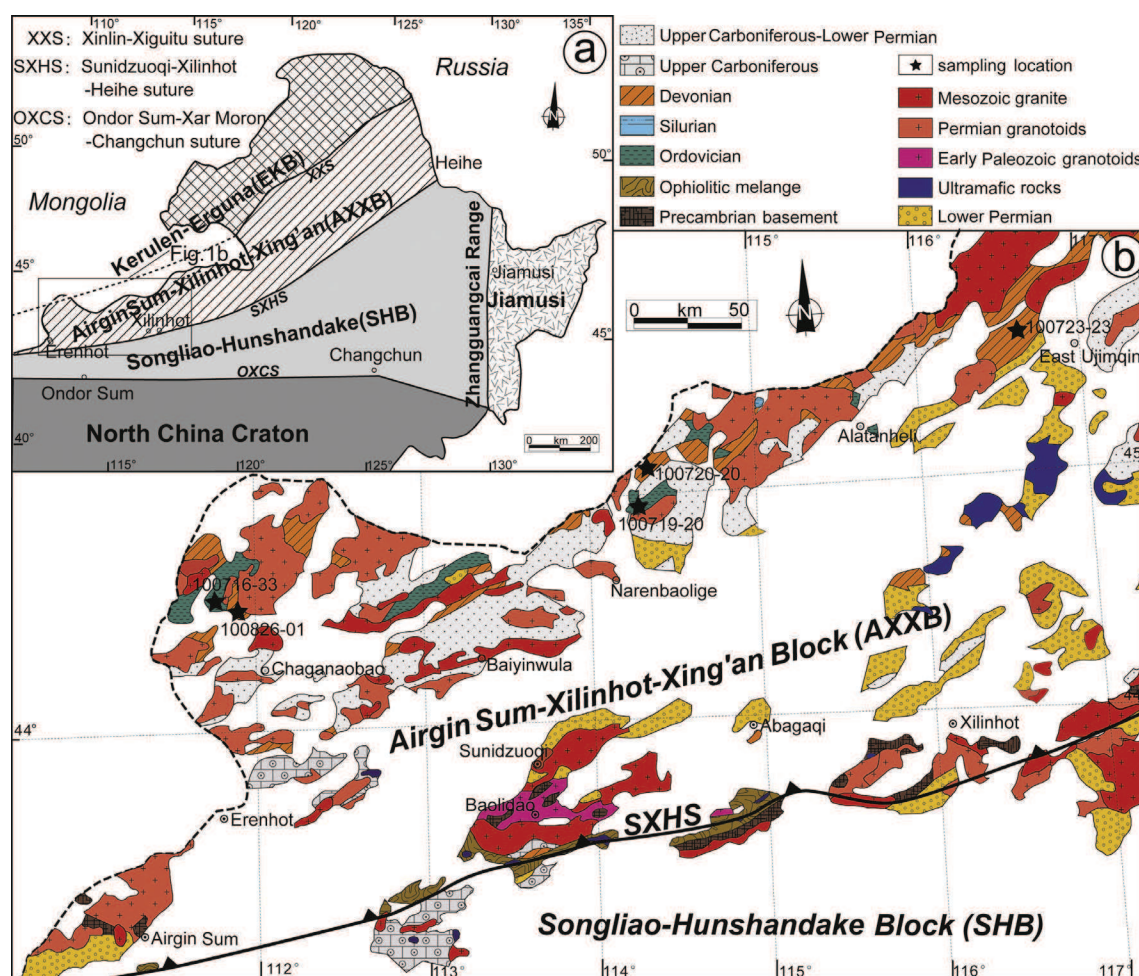 110°
115°
120°
125°
130°
135°
XXS: Xinlin-Xiguitu suture
SXHS: Sunidzuoqi-Xilinhot
-Heihe suture
OXCS: Ondor Sum-Xar Moron
-Changchun suture
a
Russia
N
50°
50°
Heihe
XXS
Kerulen-Erguna(EKB)
Mongolia
Fig.1b
45°
45°
Airgin Sum-Xilinhot-Xing'an(AXXB)
SXHS
Xilinhot
Erenhot
Songliao-Hunshandake(SHB)
Zhangguangcai Range
Jiamusi
Jiamusi
Changchun
OXCS
Ondor Sum
North China Craton
40°
0 km 200
115°
120°
125°
130°
Upper Carboniferous-Lower Permian
Upper Carboniferous
Devonian
Silurian
Ordovician
Ophiolitic melange
Precambrian basement
sampling location
Mesozoic granite
Permian granotoids
Early Paleozoic granotoids
Ultramafic rocks
Lower Permian
b
115°
116°
117
0 km 50
N
100723-23
East Ujimqin
Alatanheli
45
100720-20
100719-20
Narenbaolige
100716-33
100826-01
Chaganaobao
Baiyinwula
Airgin Sum-Xilinhot-Xing'an Block (AXXB)
44°
44
Abagaqi
Xilinhot
Sunidzuoqi
Baoligao
Erenhot
SXHS
Songliao-Hunshandake Block (SHB)
Airgin Sum
112°
113
114
115
116
117°